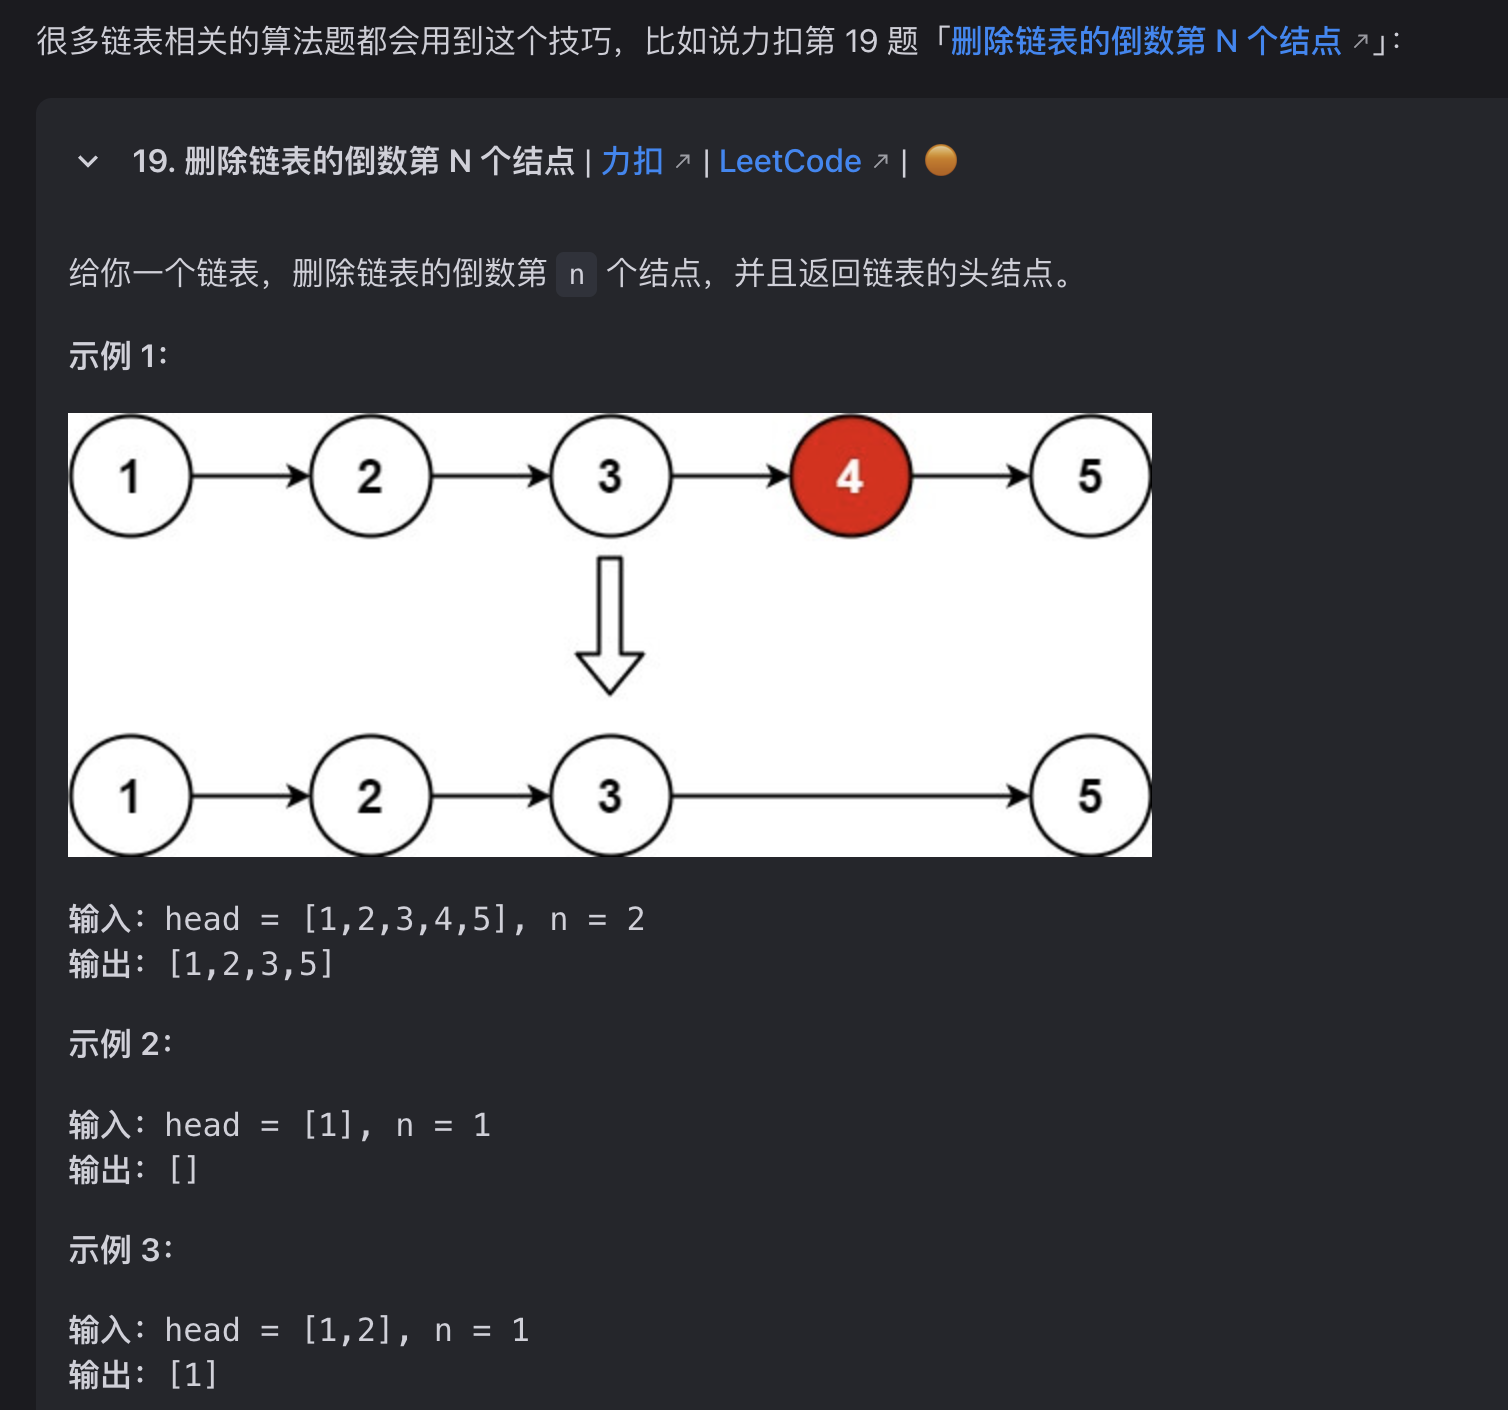 很多链表相关的算法题都会用到这个技巧，比如说力扣第 19 题「删除链表的倒数第 N 个结点 ↗」：
19. 删除链表的倒数第 N 个结点 | 力扣 ↗ | LeetCode ↗ | 🟠
给你一个链表，删除链表的倒数第 n 个结点，并且返回链表的头结点。
示例 1：
1 2 3 4 5
1 2 3 5
输入：head = [1,2,3,4,5], n = 2
输出：[1,2,3,5]
示例 2：
输入：head = [1], n = 1
输出：[]
示例 3：
输入：head = [1,2], n = 1
输出：[1]